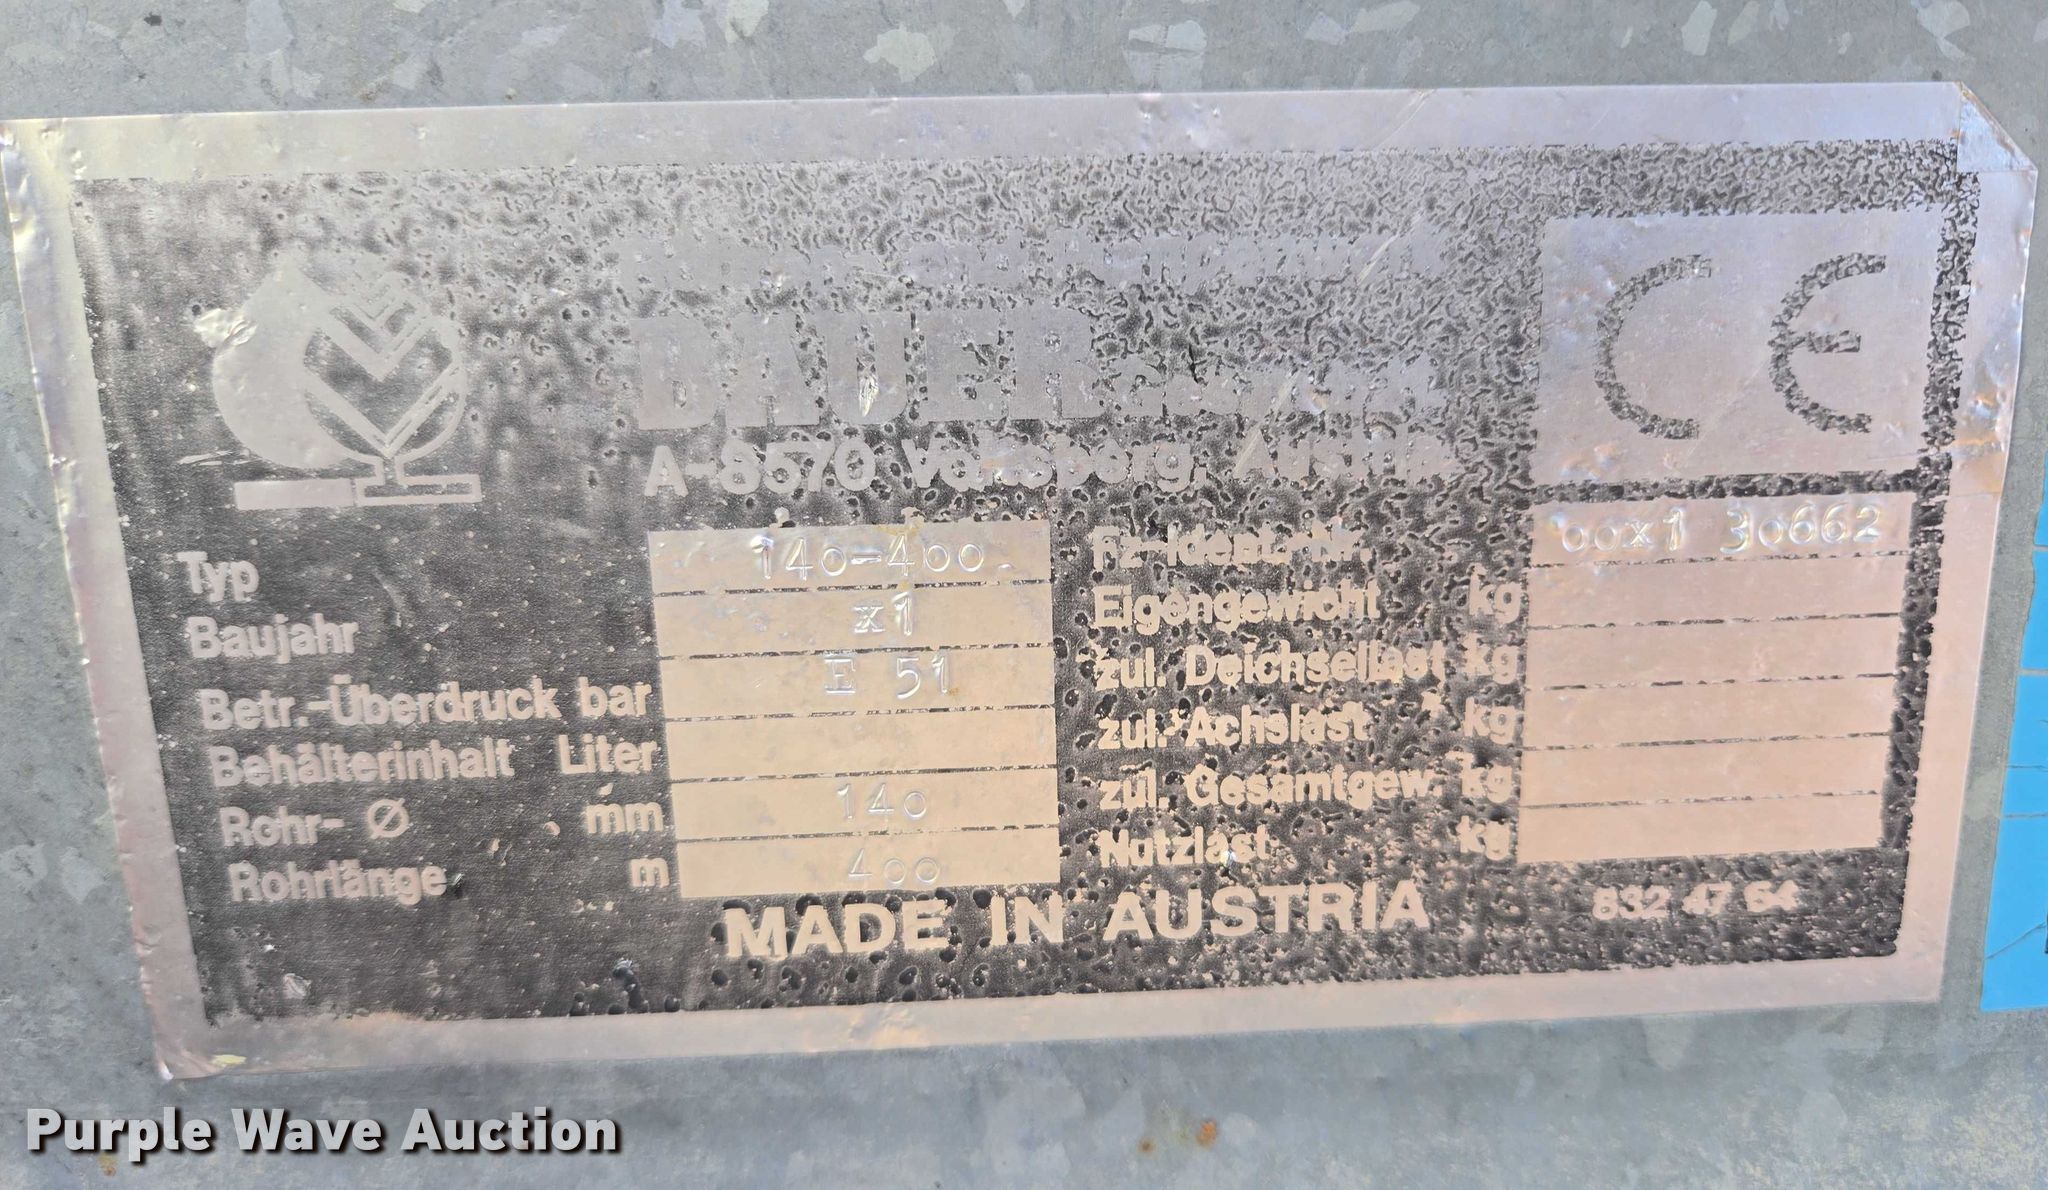 CE
BAUER
A-8570 Voitsberg, Austria
Typ 140-400
Baujahr x1
Betr.-Überdruck bar E 51
Behälterinhalt Liter
Rohr- Ø mm 140
Rohrlänge m 400
Fz-Ident.-Nr. 00x1 30662
Eigengewicht kg
zul. Deichsellast kg
zul. Achslast kg
zul. Gesamtgew. kg
Nutzlast kg
MADE IN AUSTRIA
832 47 54
Purple Wave Auction